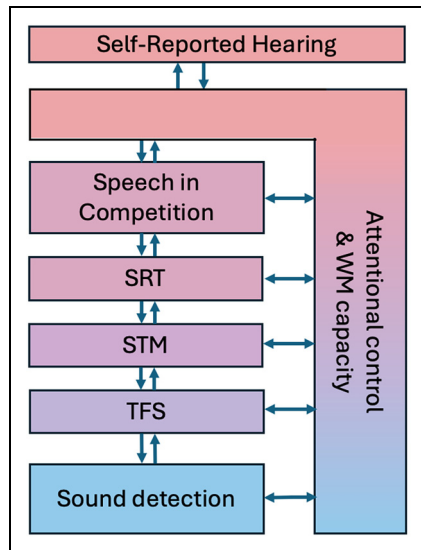 Self-Reported Hearing
Speech in
Competition
SRT
STM
TFS
Sound detection
Attentional control
& WM capacity